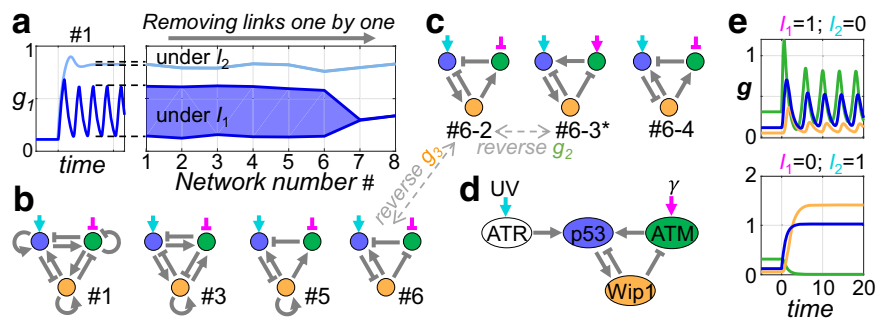 a
#1
1
g1
0
time
Removing links one by one
under I2
under I1
1 2 3 4 5 6 7 8
Network number #
b
#1
#3
#5
#6
c
#6-2
#6-3*
#6-4
reverse g3
reverse g2
d
UV
γ
ATR
p53
ATM
Wip1
e
I1=1; I2=0
1
g
0
I1=0; I2=1
2
1
0
0 10 20
time